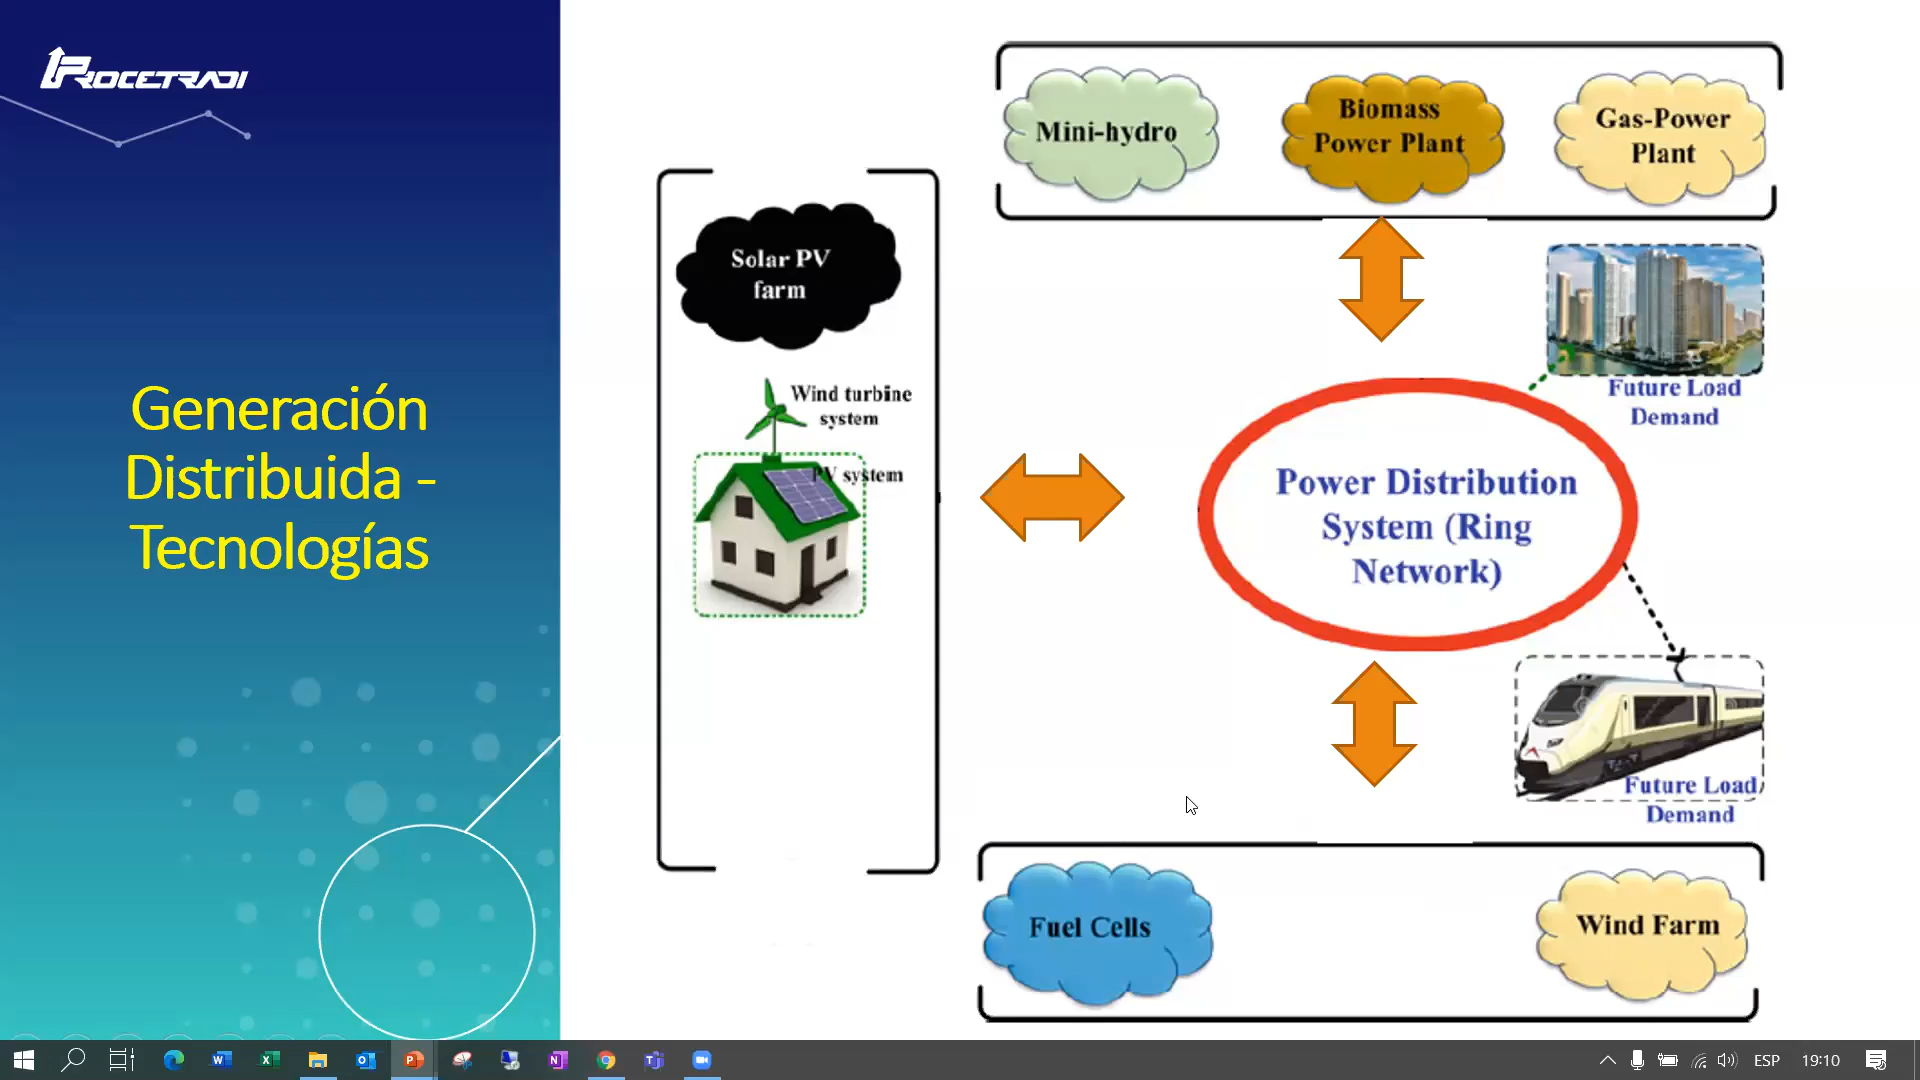 PROCETRADI
Generación
Distribuida -
Tecnologías
Mini-hydro
Biomass
Power Plant
Gas-Power
Plant
Solar PV
farm
Wind turbine
system
PV system
Future Load
Demand
Power Distribution
System (Ring
Network)
Future Load
Demand
Fuel Cells
Wind Farm
ESP
19:10